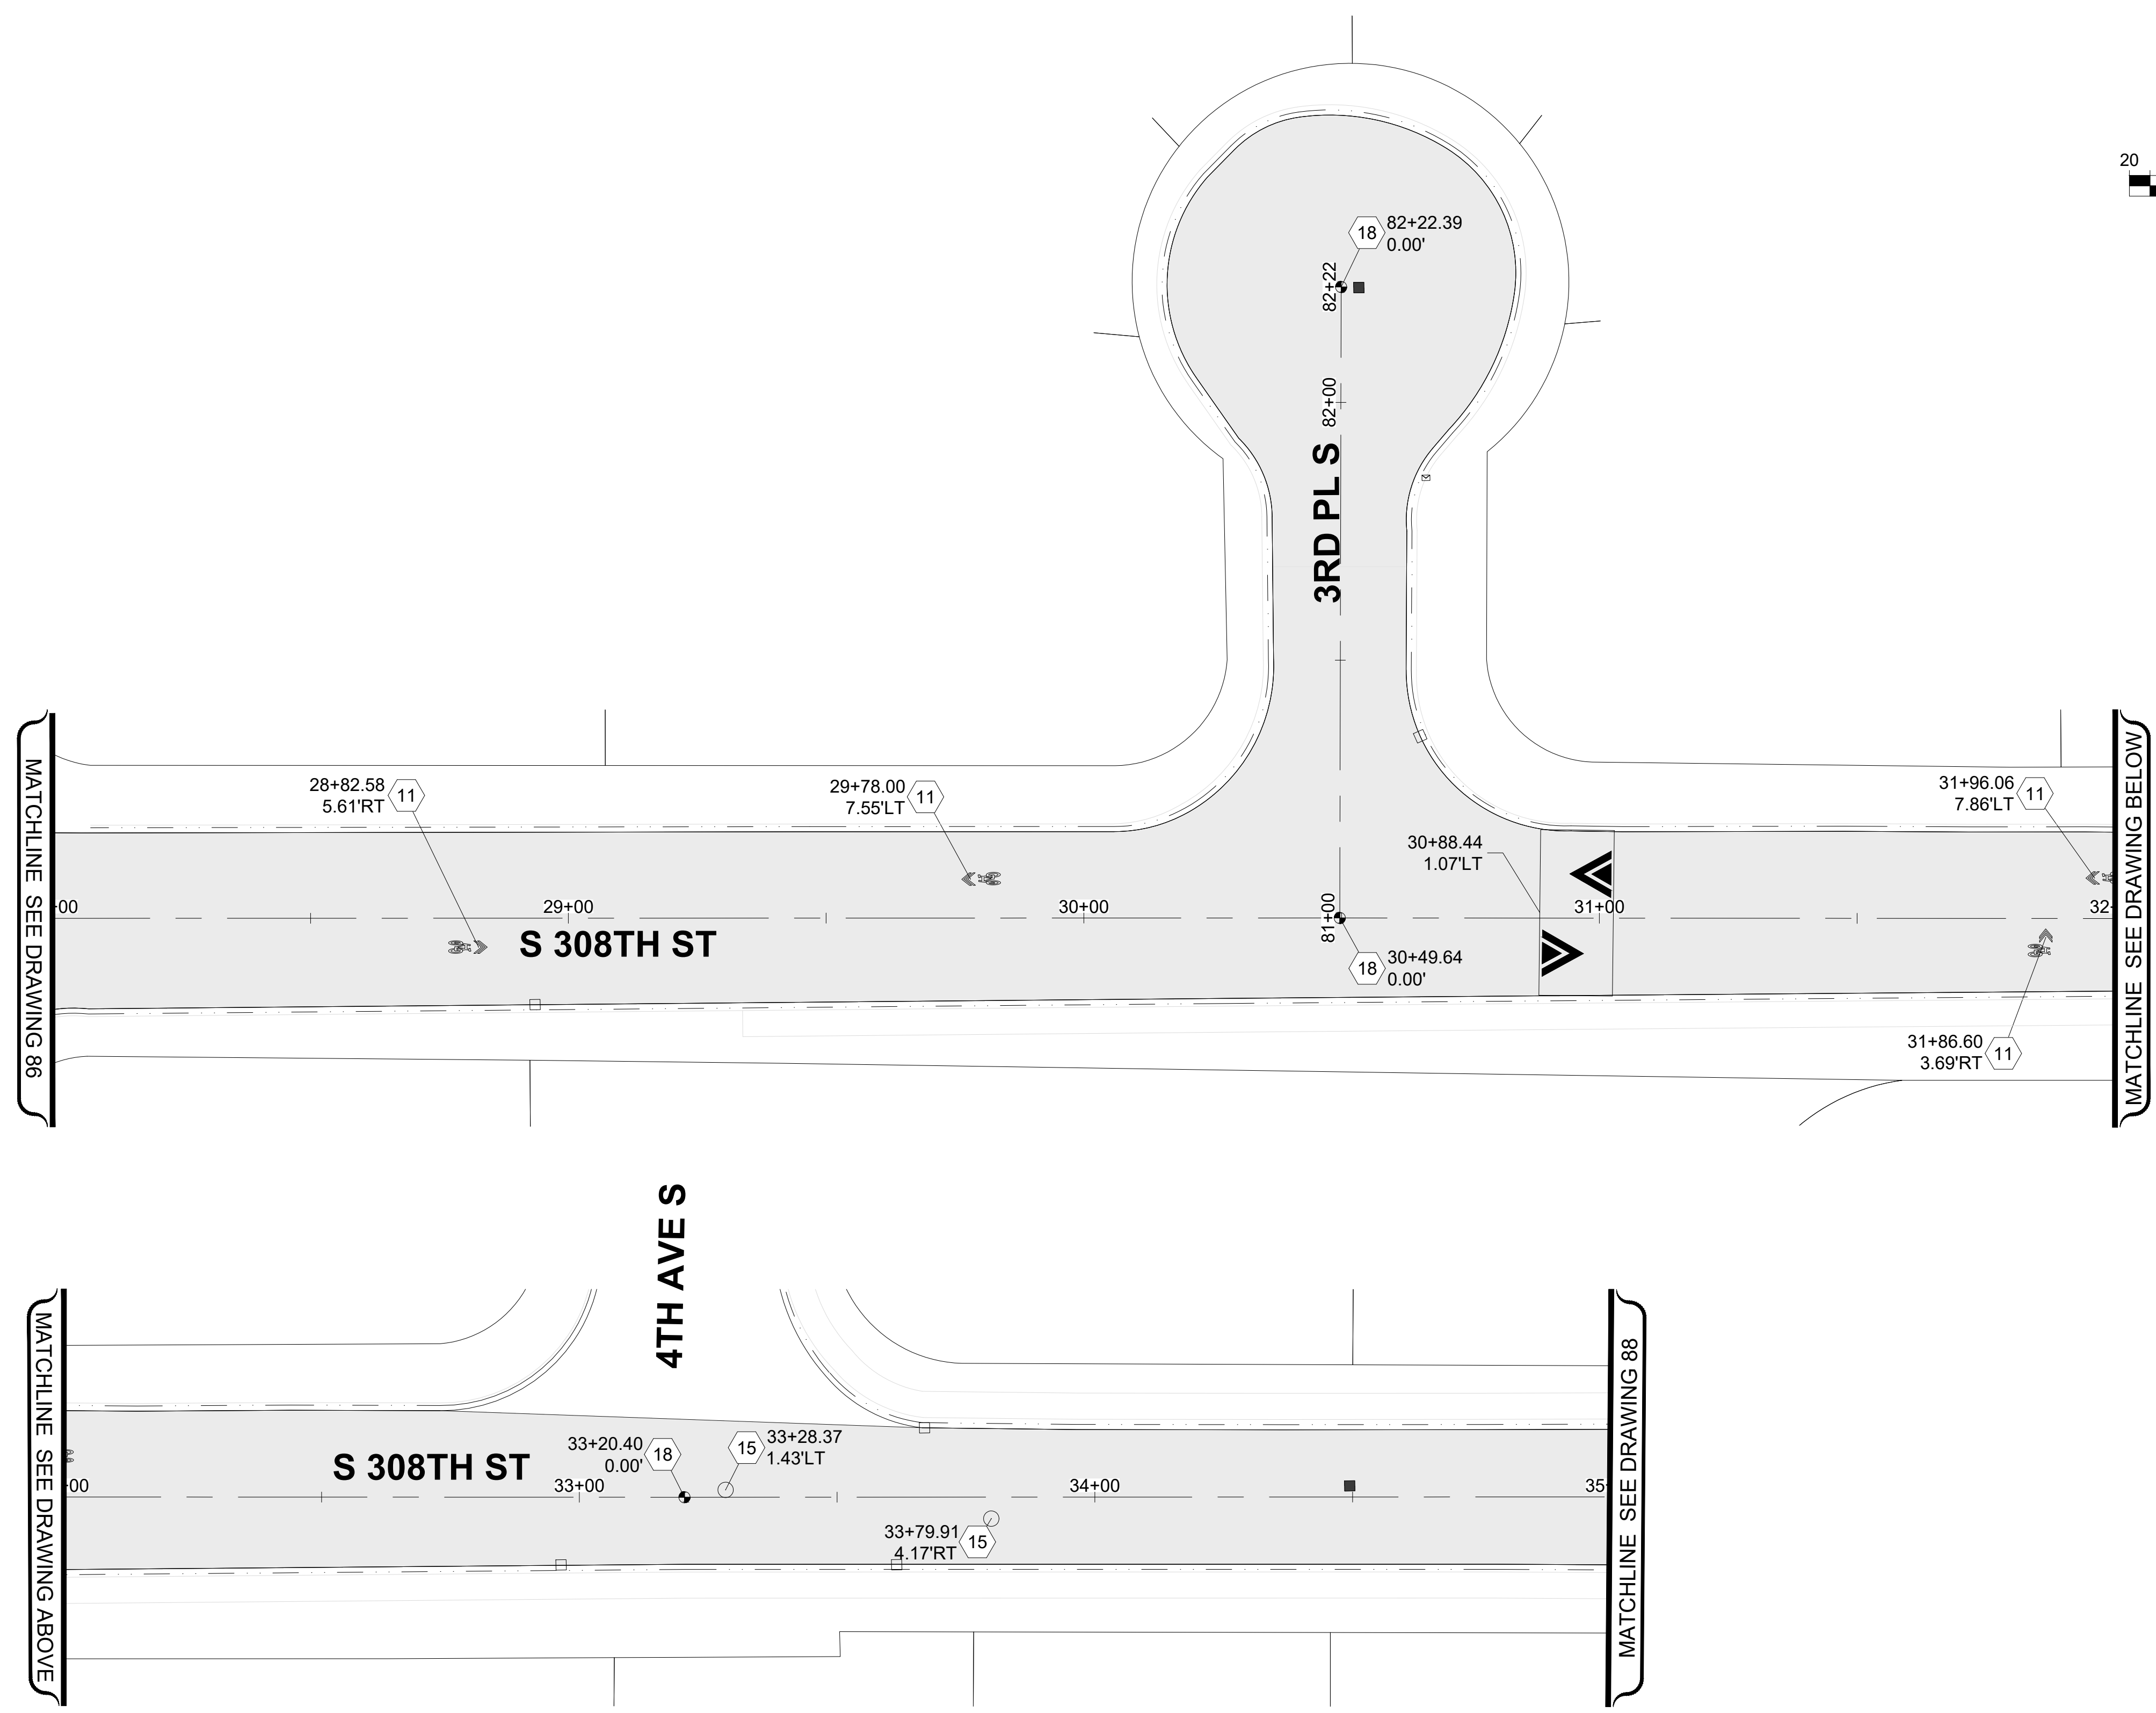 20
18
82+22.39
0.00'
82+22
82+00
3RD PL S
MATCHLINE SEE DRAWING 86
28+82.58
5.61'RT
11
29+78.00
7.55'LT
11
31+96.06
7.86'LT
11
30+88.44
1.07'LT
+00
29+00
30+00
81+00
31+00
32+
S 308TH ST
18
30+49.64
0.00'
31+86.60
3.69'RT
11
MATCHLINE SEE DRAWING BELOW
4TH AVE S
MATCHLINE SEE DRAWING ABOVE
33+20.40
0.00'
18
15
33+28.37
1.43'LT
S 308TH ST
+00
33+00
34+00
35+
33+79.91
4.17'RT
15
MATCHLINE SEE DRAWING 88